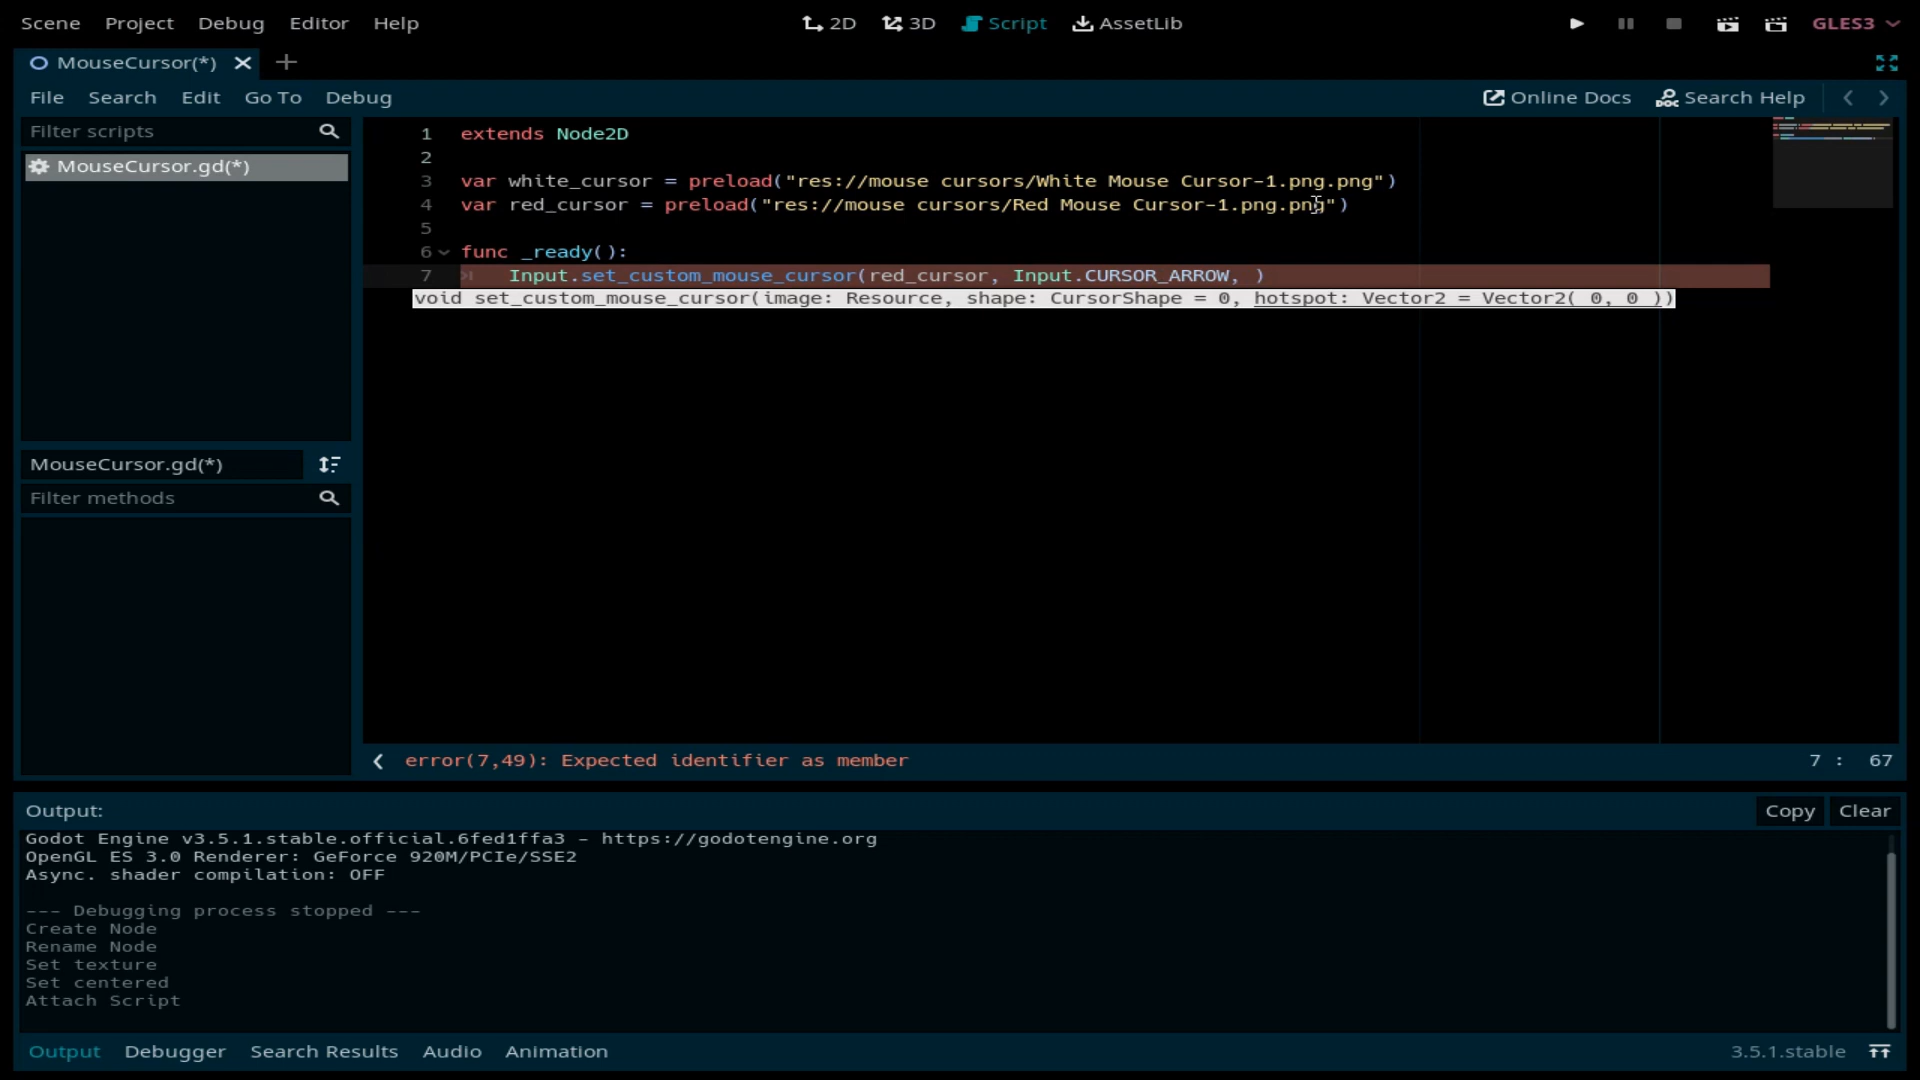 Scene Project Debug Editor Help 2D 3D Script AssetLib GLES3
MouseCursor(*)
File Search Edit Go To Debug Online Docs Search Help
Filter scripts
MouseCursor.gd(*)
MouseCursor.gd(*)
Filter methods
1 extends Node2D
2
3 var white_cursor = preload("res://mouse cursors/White Mouse Cursor-1.png.png")
4 var red_cursor = preload("res://mouse cursors/Red Mouse Cursor-1.png.png")
5
6 func _ready():
7 Input.set_custom_mouse_cursor(red_cursor, Input.CURSOR_ARROW, )
void set_custom_mouse_cursor(image: Resource, shape: CursorShape = 0, hotspot: Vector2 = Vector2( 0, 0 ))
error(7,49): Expected identifier as member 7 : 67
Output: Copy Clear
Godot Engine v3.5.1.stable.official.6fed1ffa3 - https://godotengine.org
OpenGL ES 3.0 Renderer: GeForce 920M/PCIe/SSE2
Async. shader compilation: OFF
--- Debugging process stopped ---
Create Node
Rename Node
Set texture
Set centered
Attach Script
Output Debugger Search Results Audio Animation 3.5.1.stable